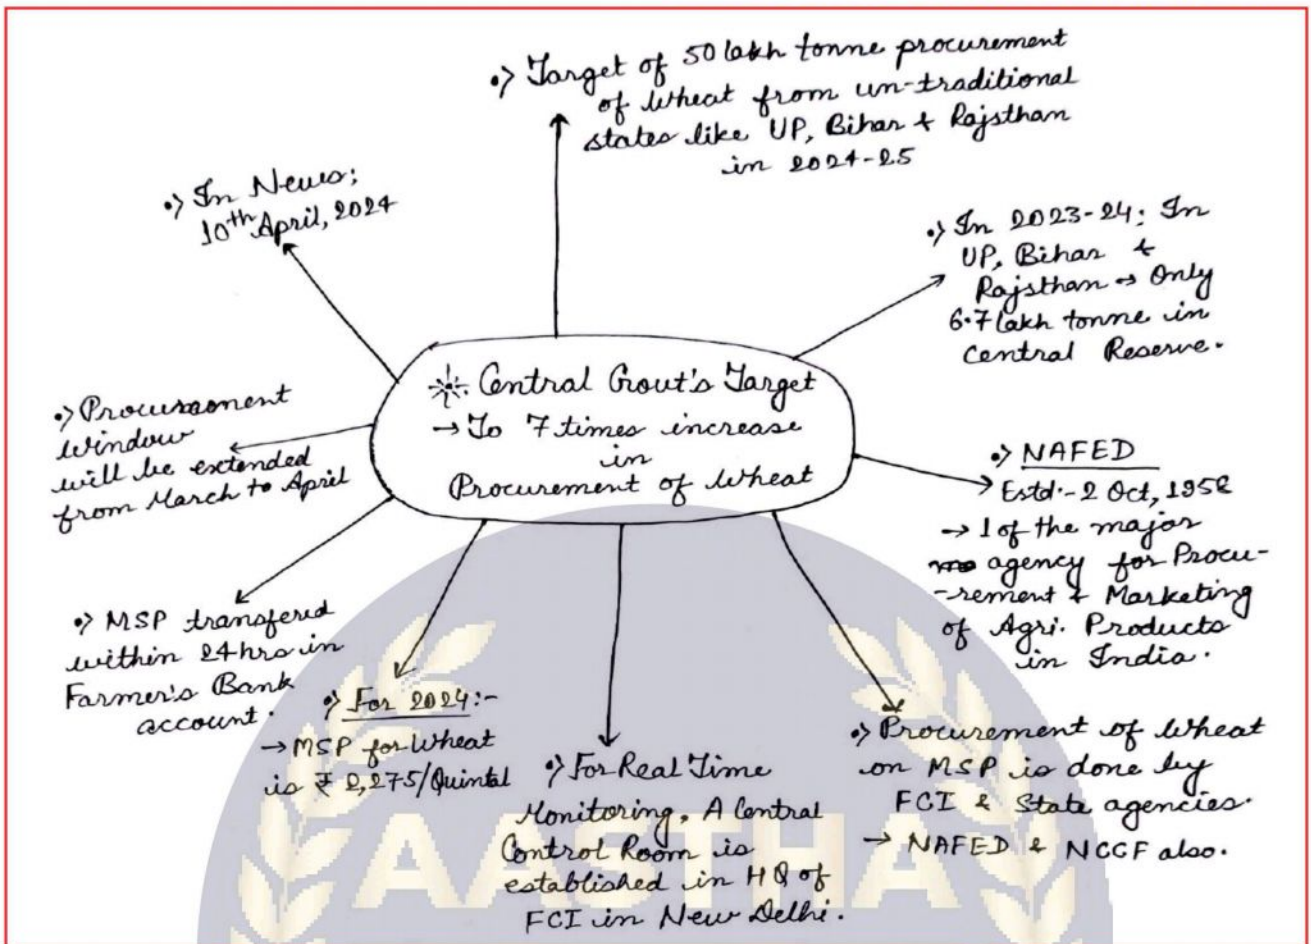 •> Target of 50 lakh tonne procurement
of Wheat from un-traditional
states like UP, Bihar & Rajstham
in 2024-25
•> In News;
10th April, 2024
•> In 2023-24: In
UP, Bihar &
Rajstham → Only
6.7 lakh tonne in
Central Reserve.
Central Govt's Target
→ To 7 times increase
in
Procurement of Wheat
•> Procurement
window
will be extended
from March to April
•> NAFED
Estd:- 2 Oct, 1958
→ 1 of the major
agency for Procu-
-rement & Marketing
of Agri. Products
in India.
•> MSP transfered
within 24 hrs in
Farmer's Bank
account.
•> For 2024:-
→ MSP for Wheat
is ₹ 2,275/Quintal
•> For Real Time
Monitoring, A Central
Control Room is
established in HQ of
FCI in New Delhi.
•> Procurement of Wheat
on MSP is done by
FCI & State agencies.
→ NAFED & NCCF also.
AASTHA